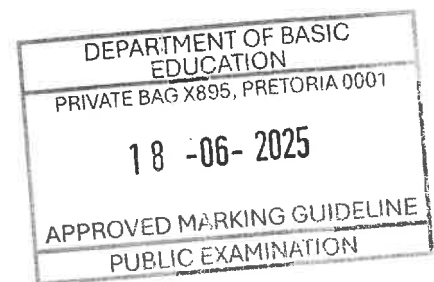 DEPARTMENT OF BASIC
EDUCATION
PRIVATE BAG X895, PRETORIA 0001
18 -06- 2025
APPROVED MARKING GUIDELINE
PUBLIC EXAMINATION